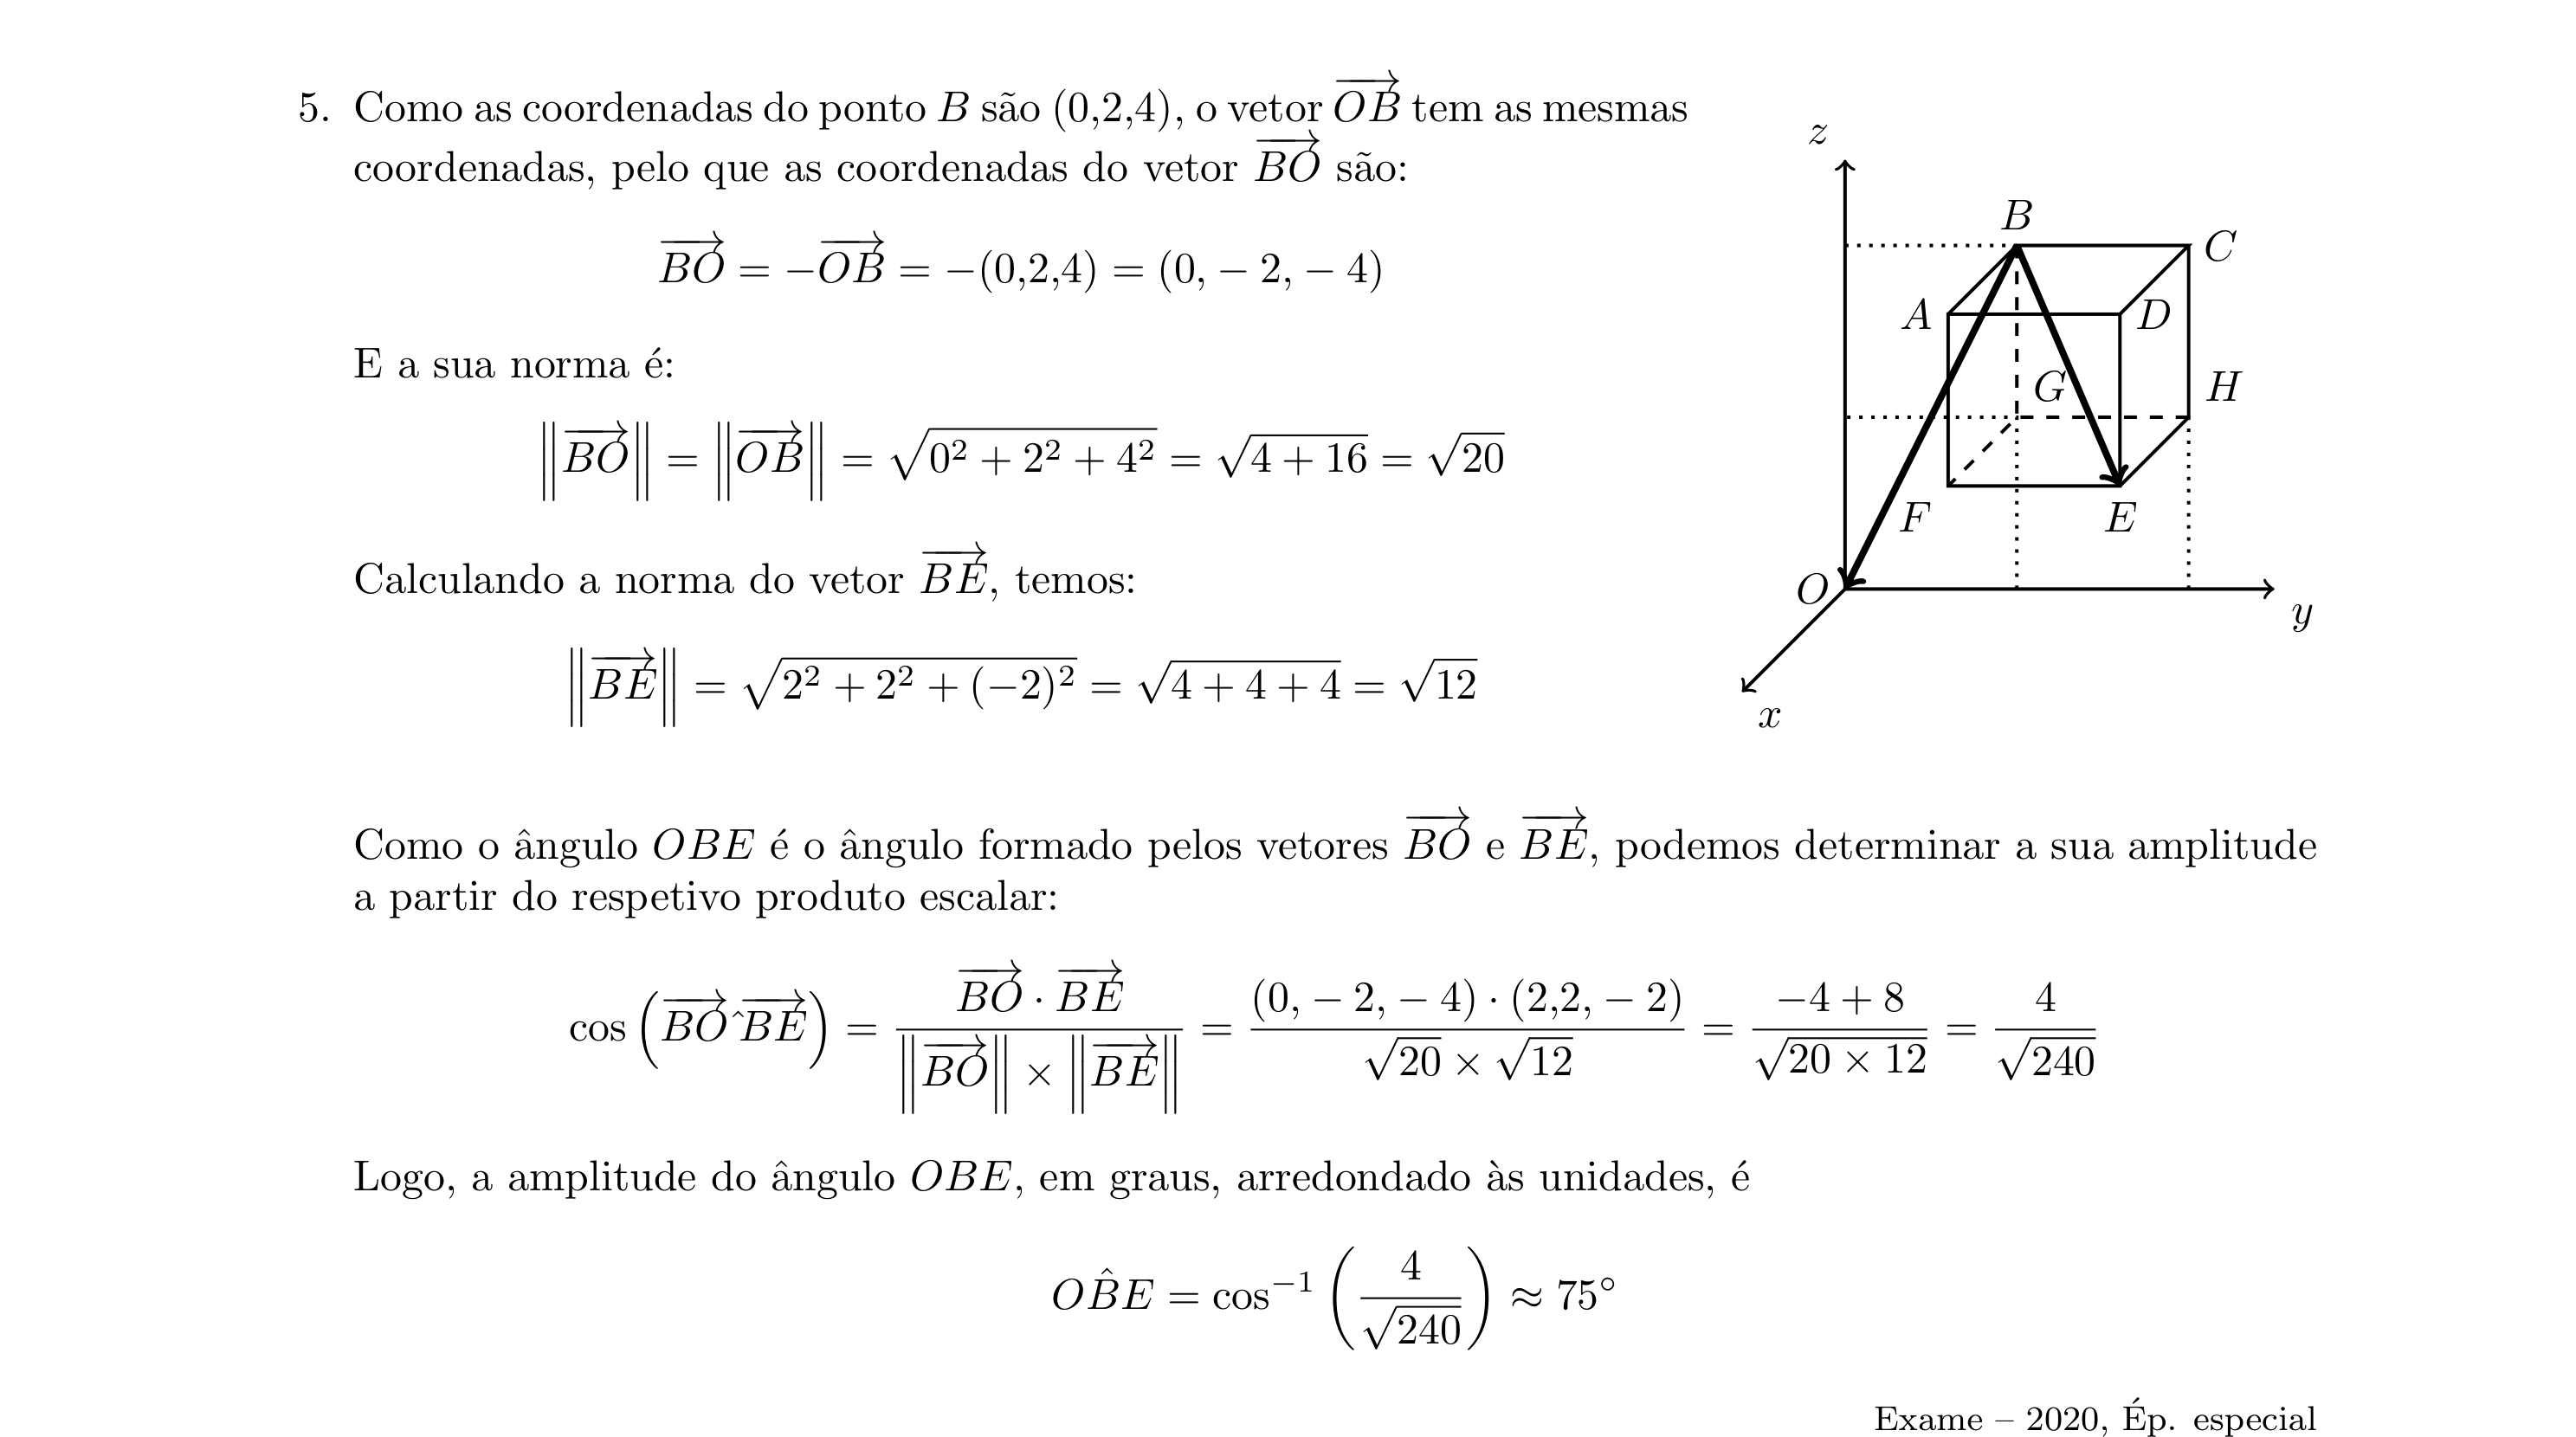 5. Como as coordenadas do ponto B são (0,2,4), o vetor $\overrightarrow{OB}$ tem as mesmas
coordenadas, pelo que as coordenadas do vetor $\overrightarrow{BO}$ são:
$\overrightarrow{BO} = -\overrightarrow{OB} = -(0,2,4) = (0,-2,-4)$
E a sua norma é:
$\left\|\overrightarrow{BO}\right\| = \left\|\overrightarrow{OB}\right\| = \sqrt{0^2+2^2+4^2} = \sqrt{4+16} = \sqrt{20}$
Calculando a norma do vetor $\overrightarrow{BE}$, temos:
$\left\|\overrightarrow{BE}\right\| = \sqrt{2^2+2^2+(-2)^2} = \sqrt{4+4+4} = \sqrt{12}$
z
B
C
A
D
G
H
F
E
O
y
x
Como o ângulo OBE é o ângulo formado pelos vetores $\overrightarrow{BO}$ e $\overrightarrow{BE}$, podemos determinar a sua amplitude
a partir do respetivo produto escalar:
$\cos\left(\overrightarrow{BO}\hat{\ }\overrightarrow{BE}\right) = \frac{\overrightarrow{BO}\cdot\overrightarrow{BE}}{\left\|\overrightarrow{BO}\right\|\times\left\|\overrightarrow{BE}\right\|} = \frac{(0,-2,-4)\cdot(2,2,-2)}{\sqrt{20}\times\sqrt{12}} = \frac{-4+8}{\sqrt{20\times12}} = \frac{4}{\sqrt{240}}$
Logo, a amplitude do ângulo OBE, em graus, arredondado às unidades, é
$O\hat{B}E = \cos^{-1}\left(\frac{4}{\sqrt{240}}\right) \approx 75^\circ$
Exame – 2020, Ép. especial